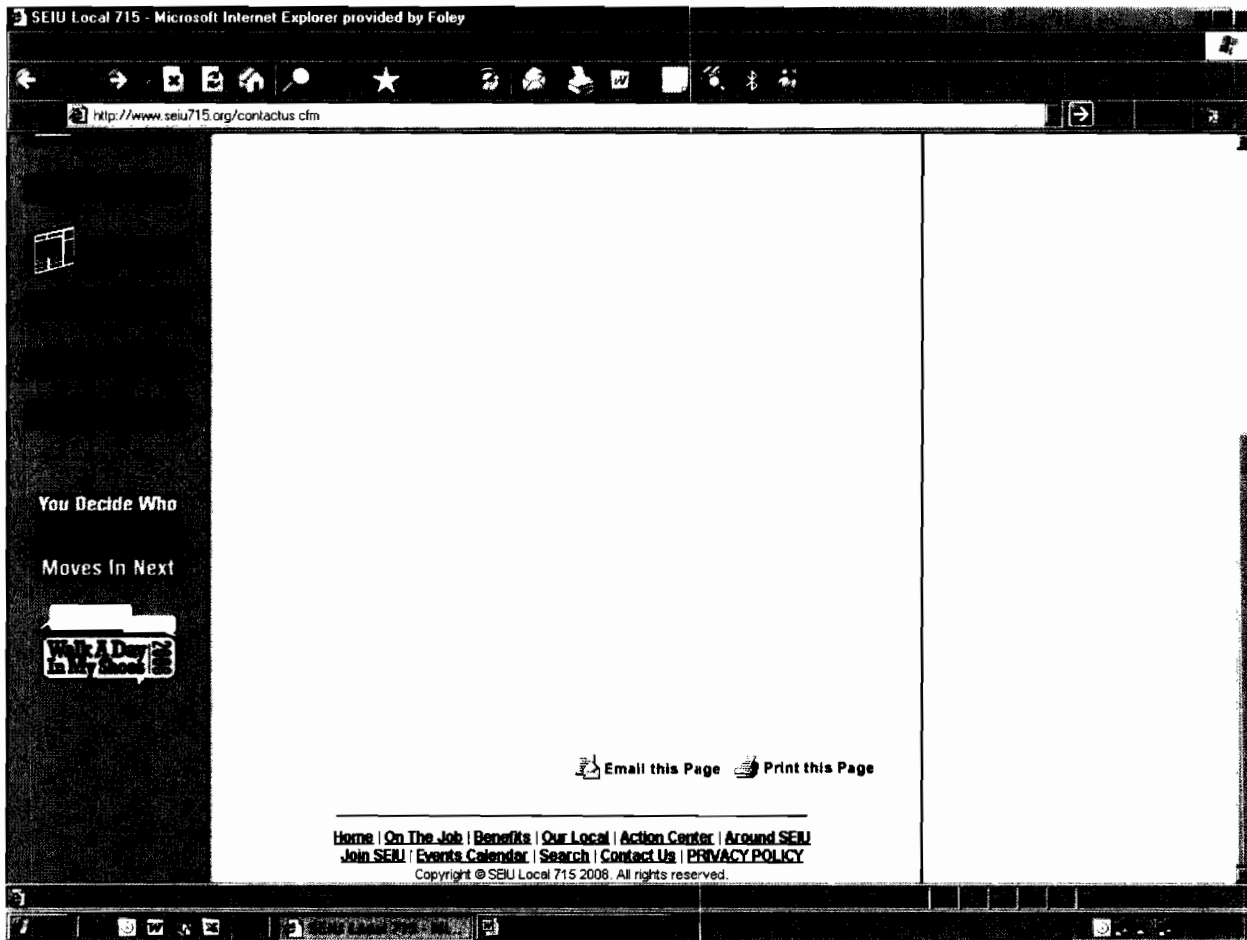 SEIU Local 715 - Microsoft Internet Explorer provided by Foley
http://www.seiu715.org/contactus.cfm
You Decide Who
Moves In Next
Walk A Day 2008
In My Shoes
Email this Page Print this Page
Home | On The Job | Benefits | Our Local | Action Center | Around SEIU
Join SEIU | Events Calendar | Search | Contact Us | PRIVACY POLICY
Copyright © SEIU Local 715 2008. All rights reserved.